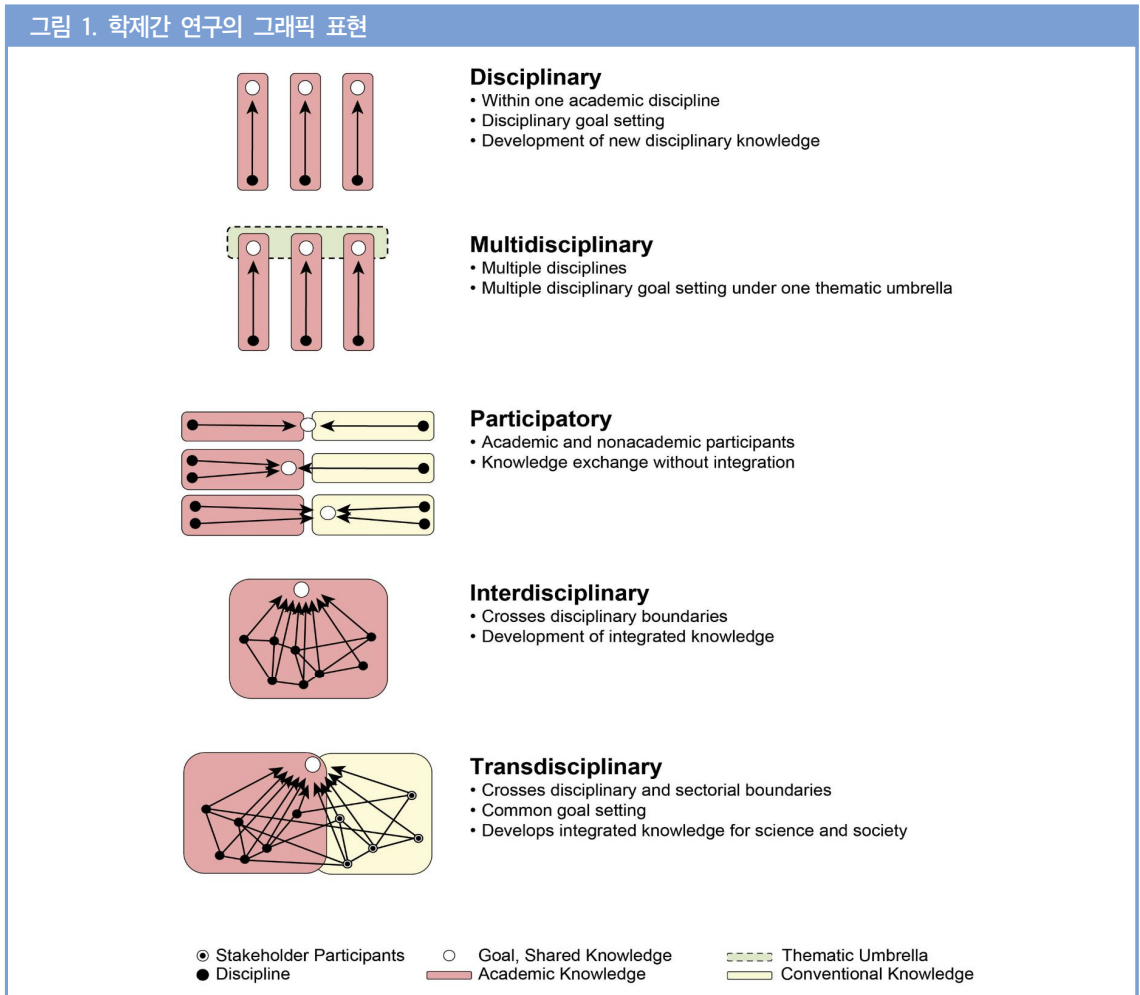 그림 1. 학제간 연구의 그래픽 표현
Disciplinary
• Within one academic discipline
• Disciplinary goal setting
• Development of new disciplinary knowledge
Multidisciplinary
• Multiple disciplines
• Multiple disciplinary goal setting under one thematic umbrella
Participatory
• Academic and nonacademic participants
• Knowledge exchange without integration
Interdisciplinary
• Crosses disciplinary boundaries
• Development of integrated knowledge
Transdisciplinary
• Crosses disciplinary and sectorial boundaries
• Common goal setting
• Develops integrated knowledge for science and society
Stakeholder Participants
Goal, Shared Knowledge
Thematic Umbrella
Discipline
Academic Knowledge
Conventional Knowledge